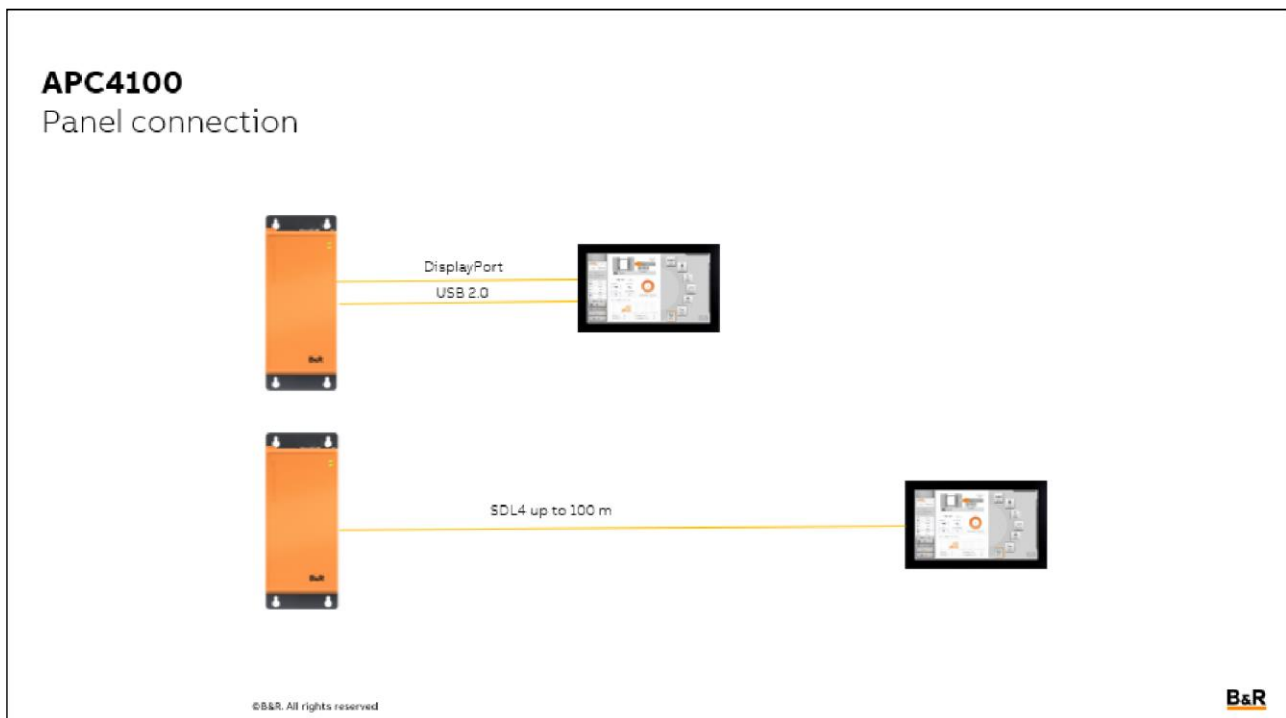 APC4100
Panel connection
DisplayPort
USB 2.0
B&R
SDL4 up to 100 m
B&R
©B&R. All rights reserved
B&R